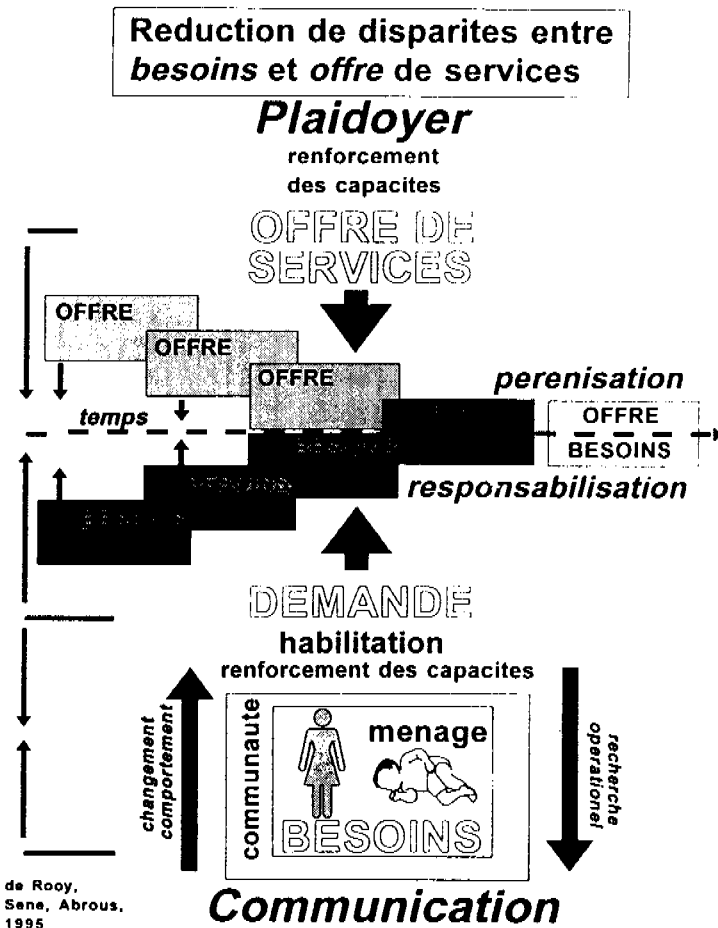 Reduction de disparites entre
besoins et offre de services
Plaidoyer
renforcement
des capacites
OFFRE DE
SERVICES
OFFRE
OFFRE
OFFRE
perenisation
temps
OFFRE
BESOINS
responsabilisation
DEMANDE
habilitation
renforcement des capacites
changement
comportement
communaute
menage
BESOINS
recherche
operationel
de Rooy,
Sene, Abrous,
1995
Communication